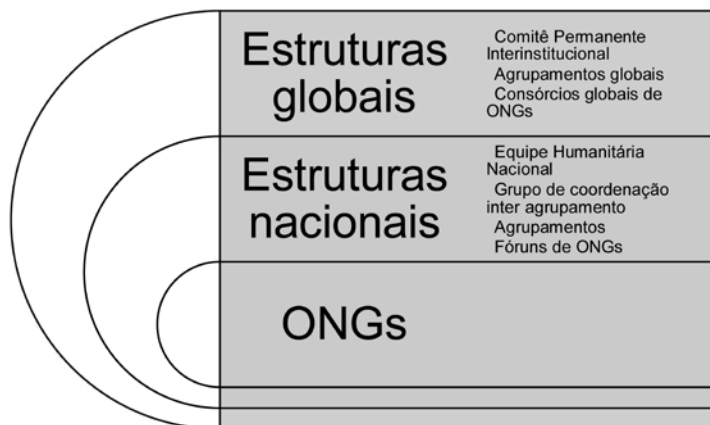 Estruturas
globais
Comitê Permanente
Interinstitucional
Agrupamentos globais
Consórcios globais de
ONGs
Estruturas
nacionais
Equipe Humanitária
Nacional
Grupo de coordenação
inter agrupamento
Agrupamentos
Fóruns de ONGs
ONGs